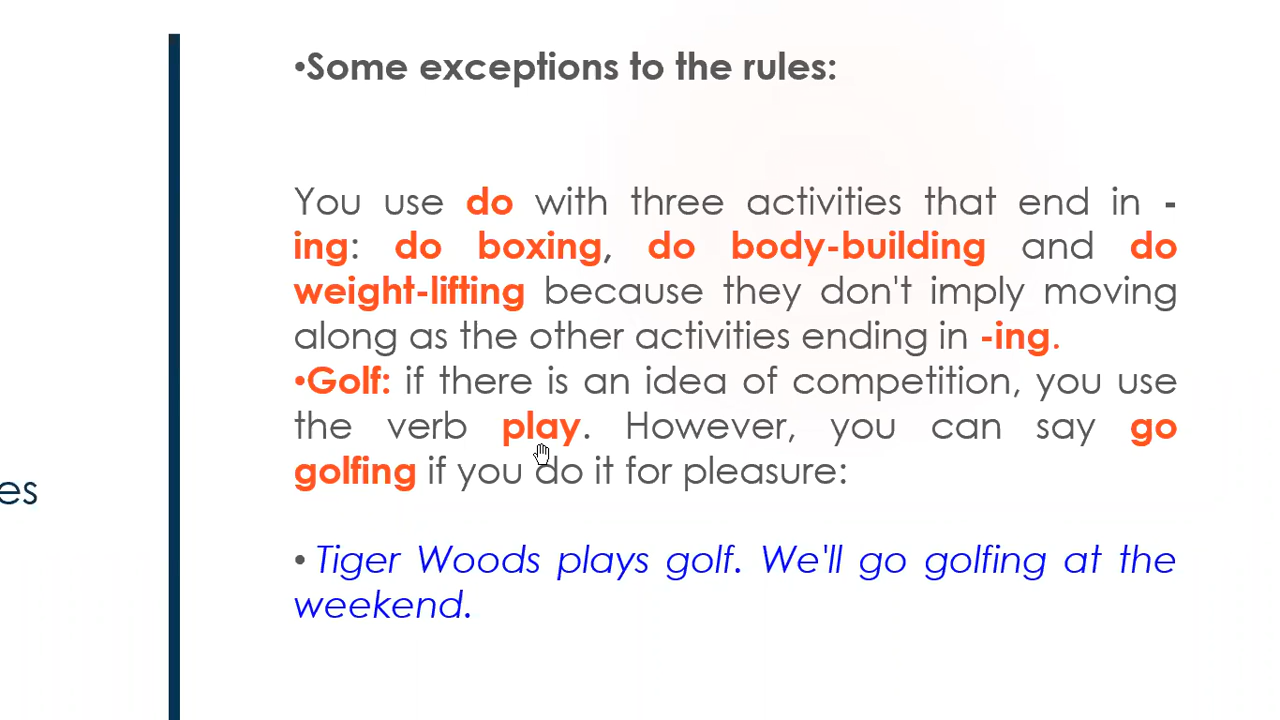 •Some exceptions to the rules:
You use do with three activities that end in -
ing: do boxing, do body-building and do
weight-lifting because they don't imply moving
along as the other activities ending in -ing.
•Golf: if there is an idea of competition, you use
the verb play. However, you can say go
golfing if you do it for pleasure:
es
• Tiger Woods plays golf. We'll go golfing at the
weekend.